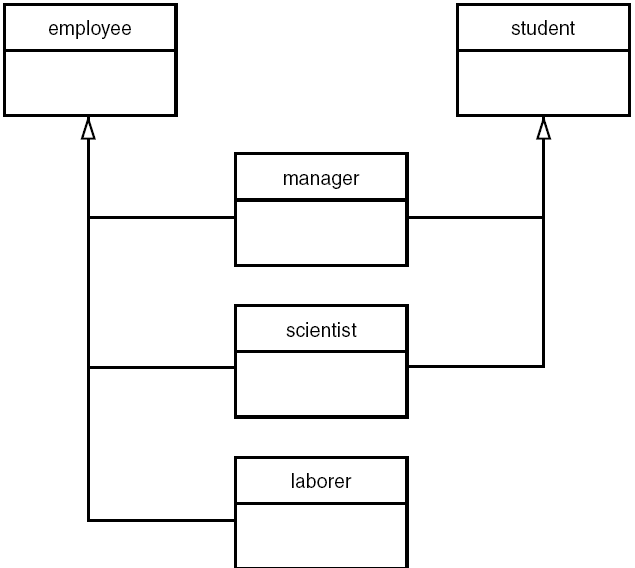 employee
student
manager
scientist
laborer